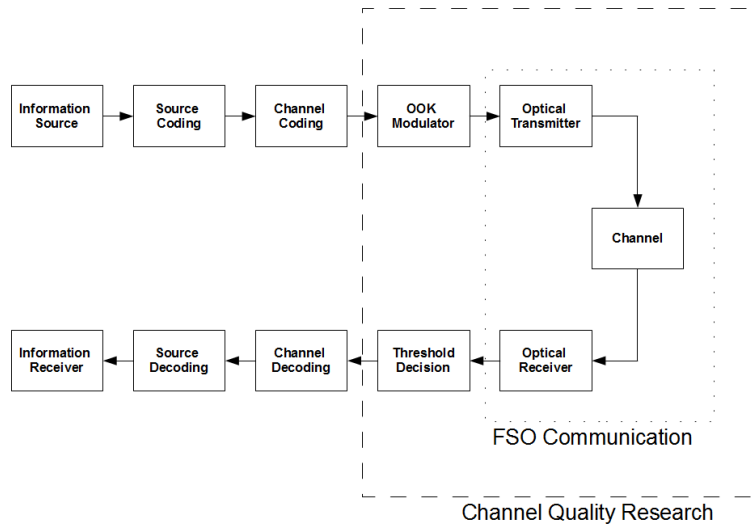 Information
Source
Source
Coding
Channel
Coding
OOK
Modulator
Optical
Transmitter
Channel
Information
Receiver
Source
Decoding
Channel
Decoding
Threshold
Decision
Optical
Receiver
FSO Communication
Channel Quality Research